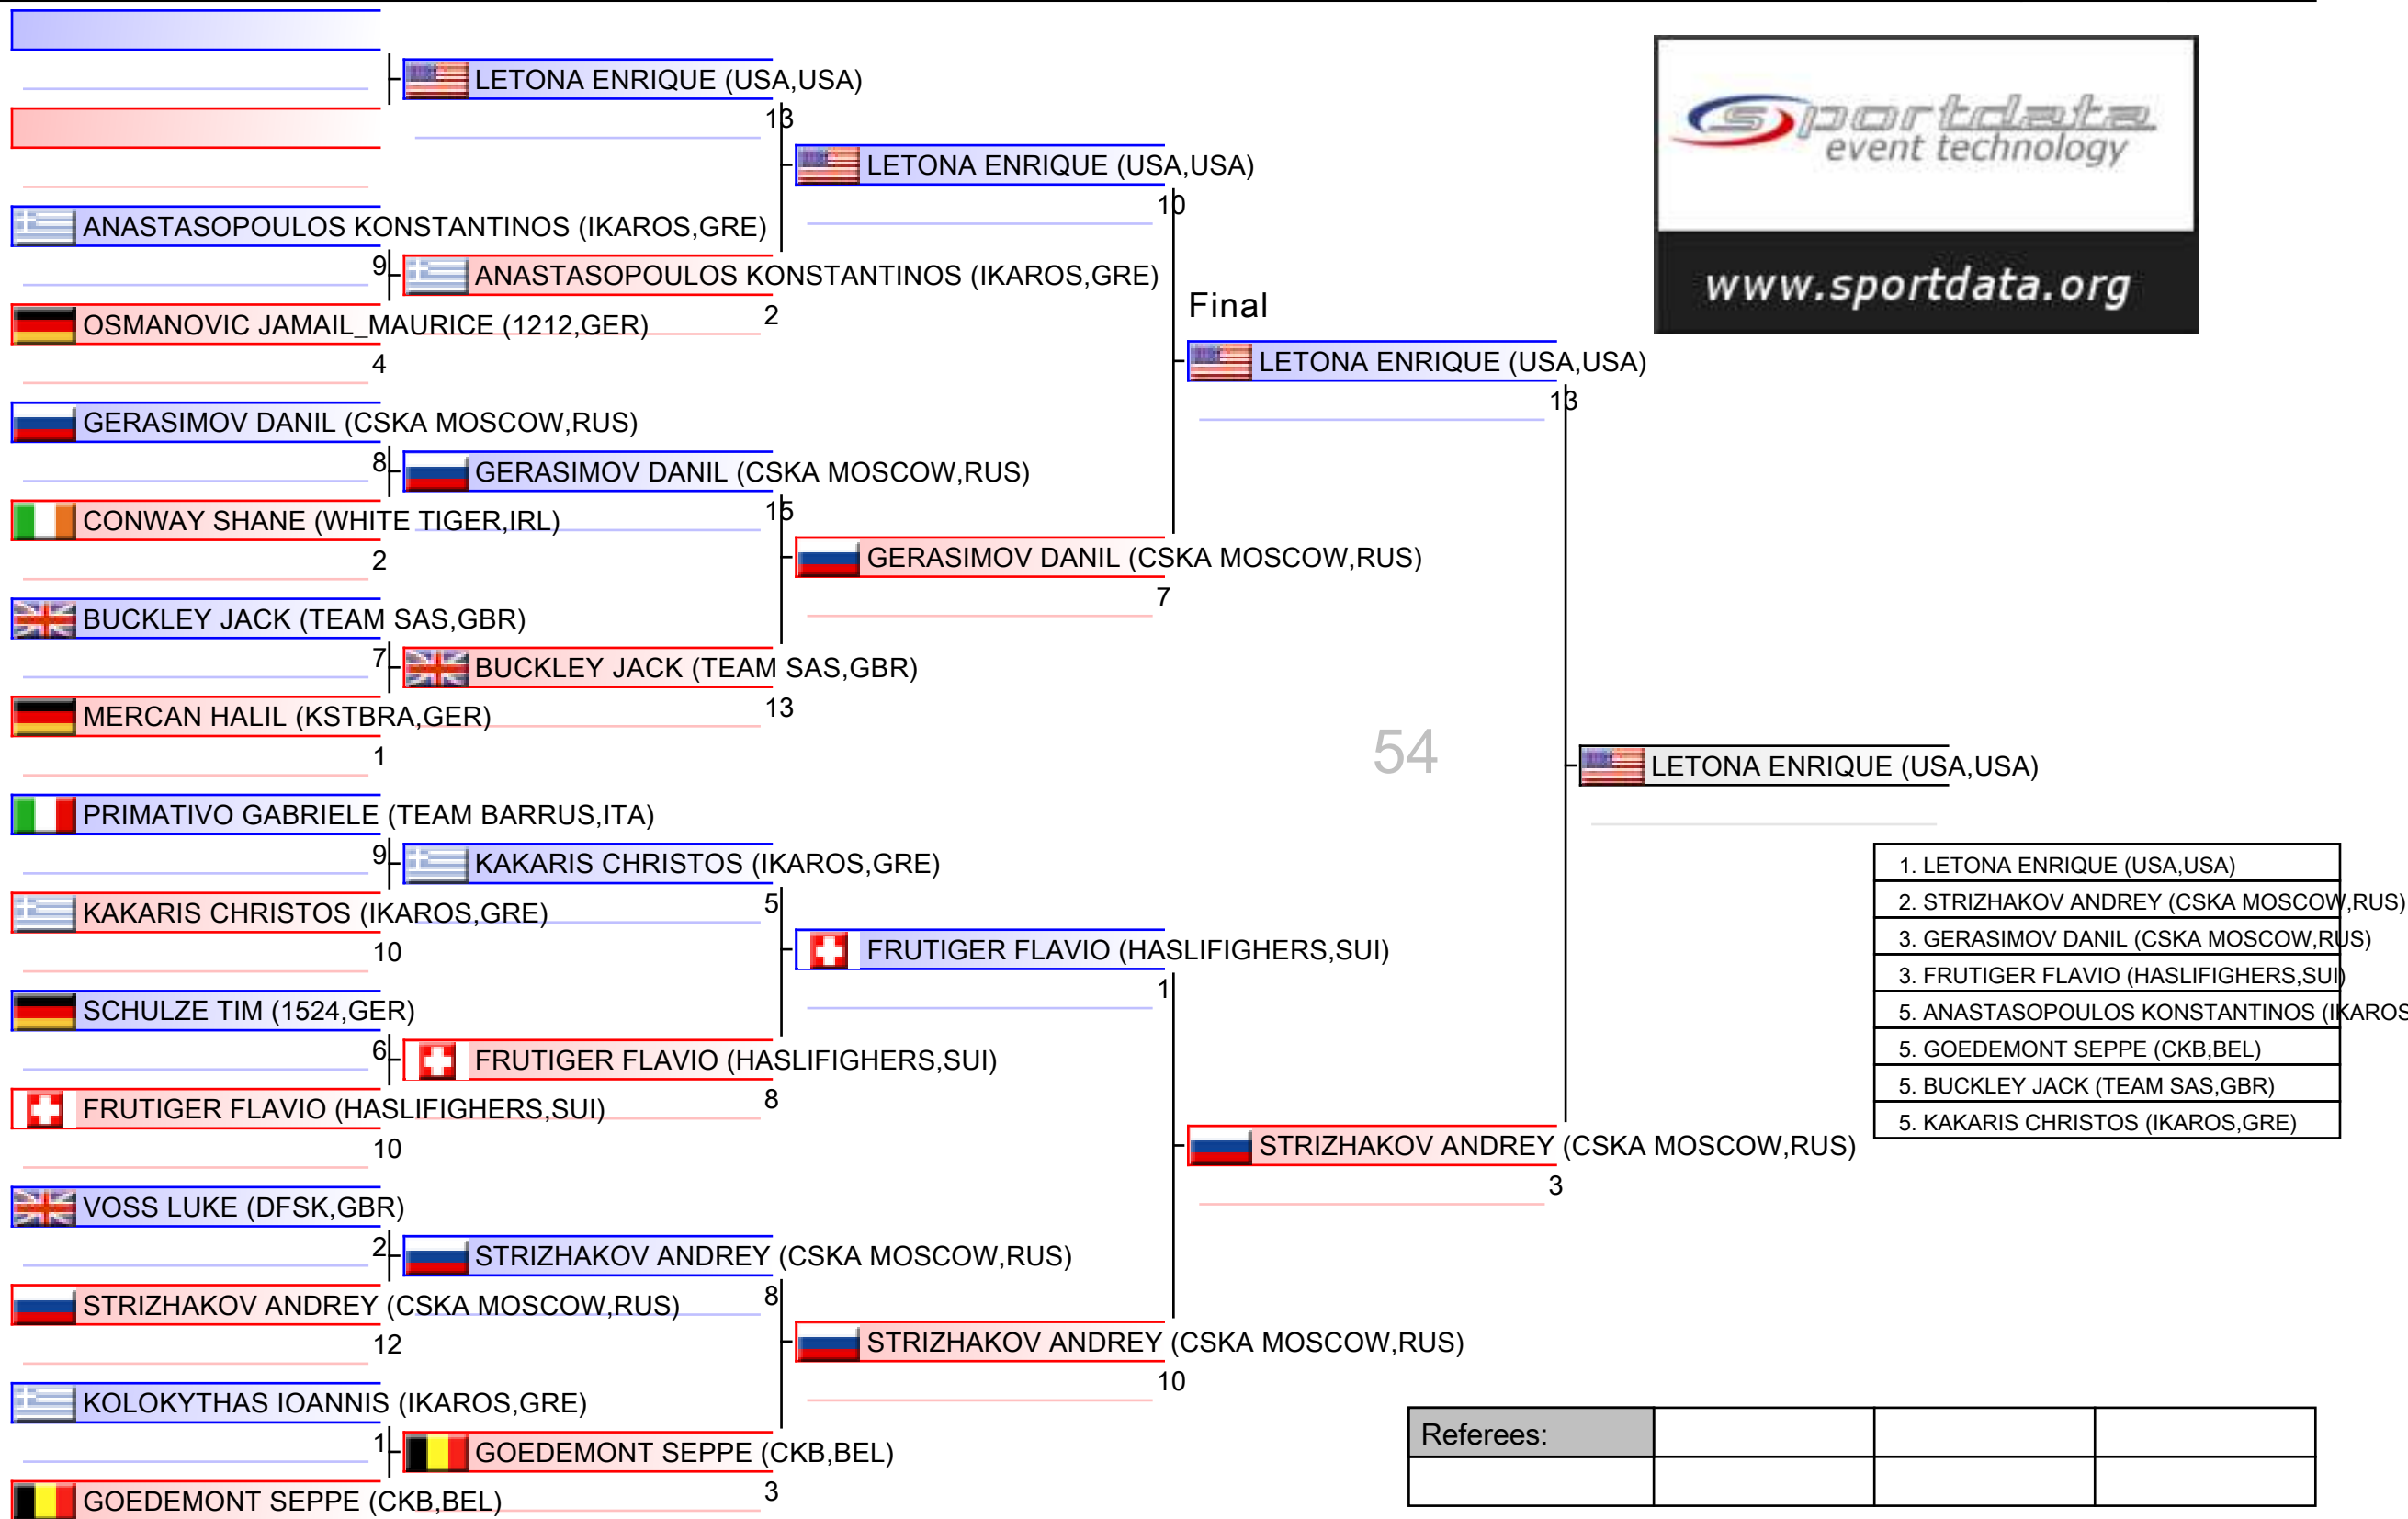 LETONA ENRIQUE (USA,USA)
13
LETONA ENRIQUE (USA,USA)
10
ANASTASOPOULOS KONSTANTINOS (IKAROS,GRE)
9
ANASTASOPOULOS KONSTANTINOS (IKAROS,GRE)
2
OSMANOVIC JAMAIL_MAURICE (1212,GER)
4
Final
LETONA ENRIQUE (USA,USA)
13
GERASIMOV DANIL (CSKA MOSCOW,RUS)
8
GERASIMOV DANIL (CSKA MOSCOW,RUS)
15
CONWAY SHANE (WHITE TIGER,IRL)
2
GERASIMOV DANIL (CSKA MOSCOW,RUS)
7
BUCKLEY JACK (TEAM SAS,GBR)
7
BUCKLEY JACK (TEAM SAS,GBR)
13
MERCAN HALIL (KSTBRA,GER)
1
54
LETONA ENRIQUE (USA,USA)
PRIMATIVO GABRIELE (TEAM BARRUS,ITA)
9
KAKARIS CHRISTOS (IKAROS,GRE)
5
KAKARIS CHRISTOS (IKAROS,GRE)
10
FRUTIGER FLAVIO (HASLIFIGHERS,SUI)
1
SCHULZE TIM (1524,GER)
6
FRUTIGER FLAVIO (HASLIFIGHERS,SUI)
8
FRUTIGER FLAVIO (HASLIFIGHERS,SUI)
10
STRIZHAKOV ANDREY (CSKA MOSCOW,RUS)
3
VOSS LUKE (DFSK,GBR)
2
STRIZHAKOV ANDREY (CSKA MOSCOW,RUS)
8
STRIZHAKOV ANDREY (CSKA MOSCOW,RUS)
12
STRIZHAKOV ANDREY (CSKA MOSCOW,RUS)
10
KOLOKYTHAS IOANNIS (IKAROS,GRE)
1
GOEDEMONT SEPPE (CKB,BEL)
3
GOEDEMONT SEPPE (CKB,BEL)
sportdata
event technology
www.sportdata.org
1. LETONA ENRIQUE (USA,USA)
2. STRIZHAKOV ANDREY (CSKA MOSCOW,RUS)
3. GERASIMOV DANIL (CSKA MOSCOW,RUS)
3. FRUTIGER FLAVIO (HASLIFIGHERS,SUI)
5. ANASTASOPOULOS KONSTANTINOS (IKAROS
5. GOEDEMONT SEPPE (CKB,BEL)
5. BUCKLEY JACK (TEAM SAS,GBR)
5. KAKARIS CHRISTOS (IKAROS,GRE)
Referees: